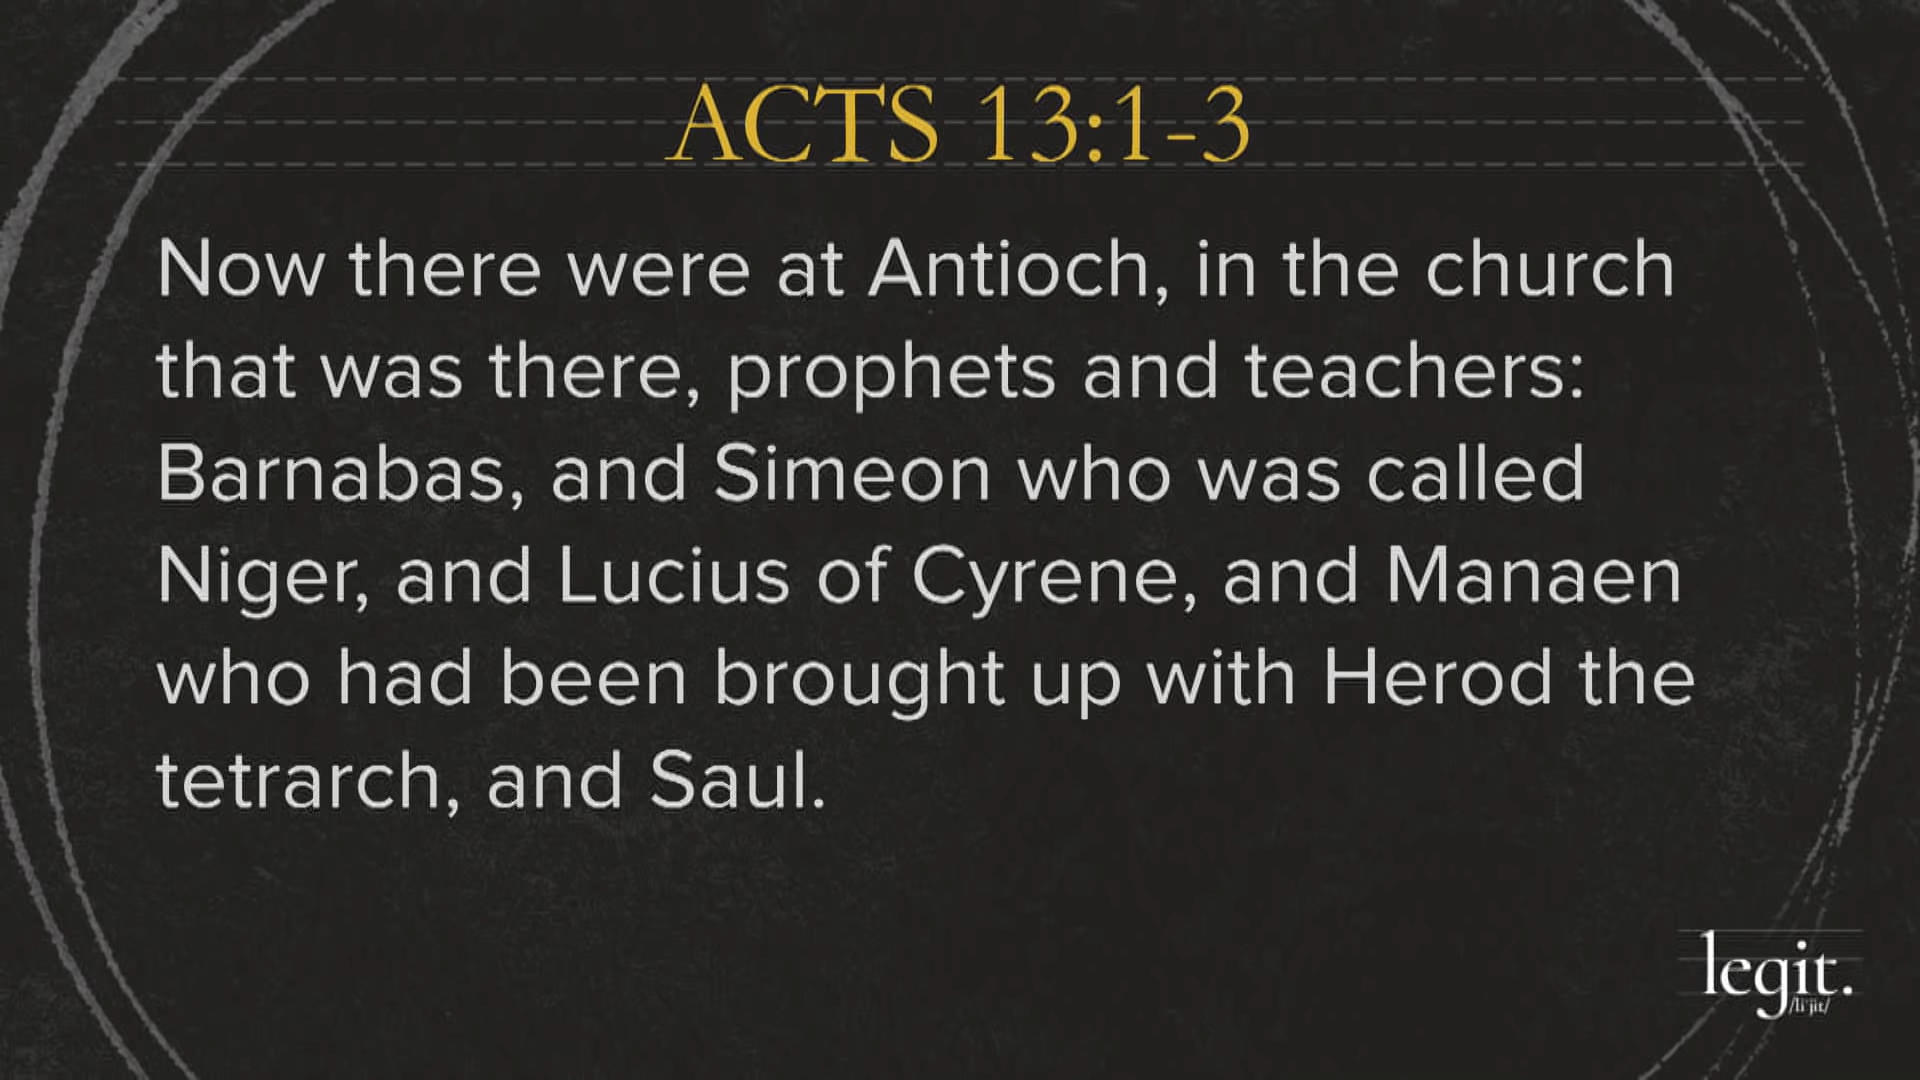 ACTS 13:1-3
Now there were at Antioch, in the church
that was there, prophets and teachers:
Barnabas, and Simeon who was called
Niger, and Lucius of Cyrene, and Manaen
who had been brought up with Herod the
tetrarch, and Saul.
legit.
/li'jit/